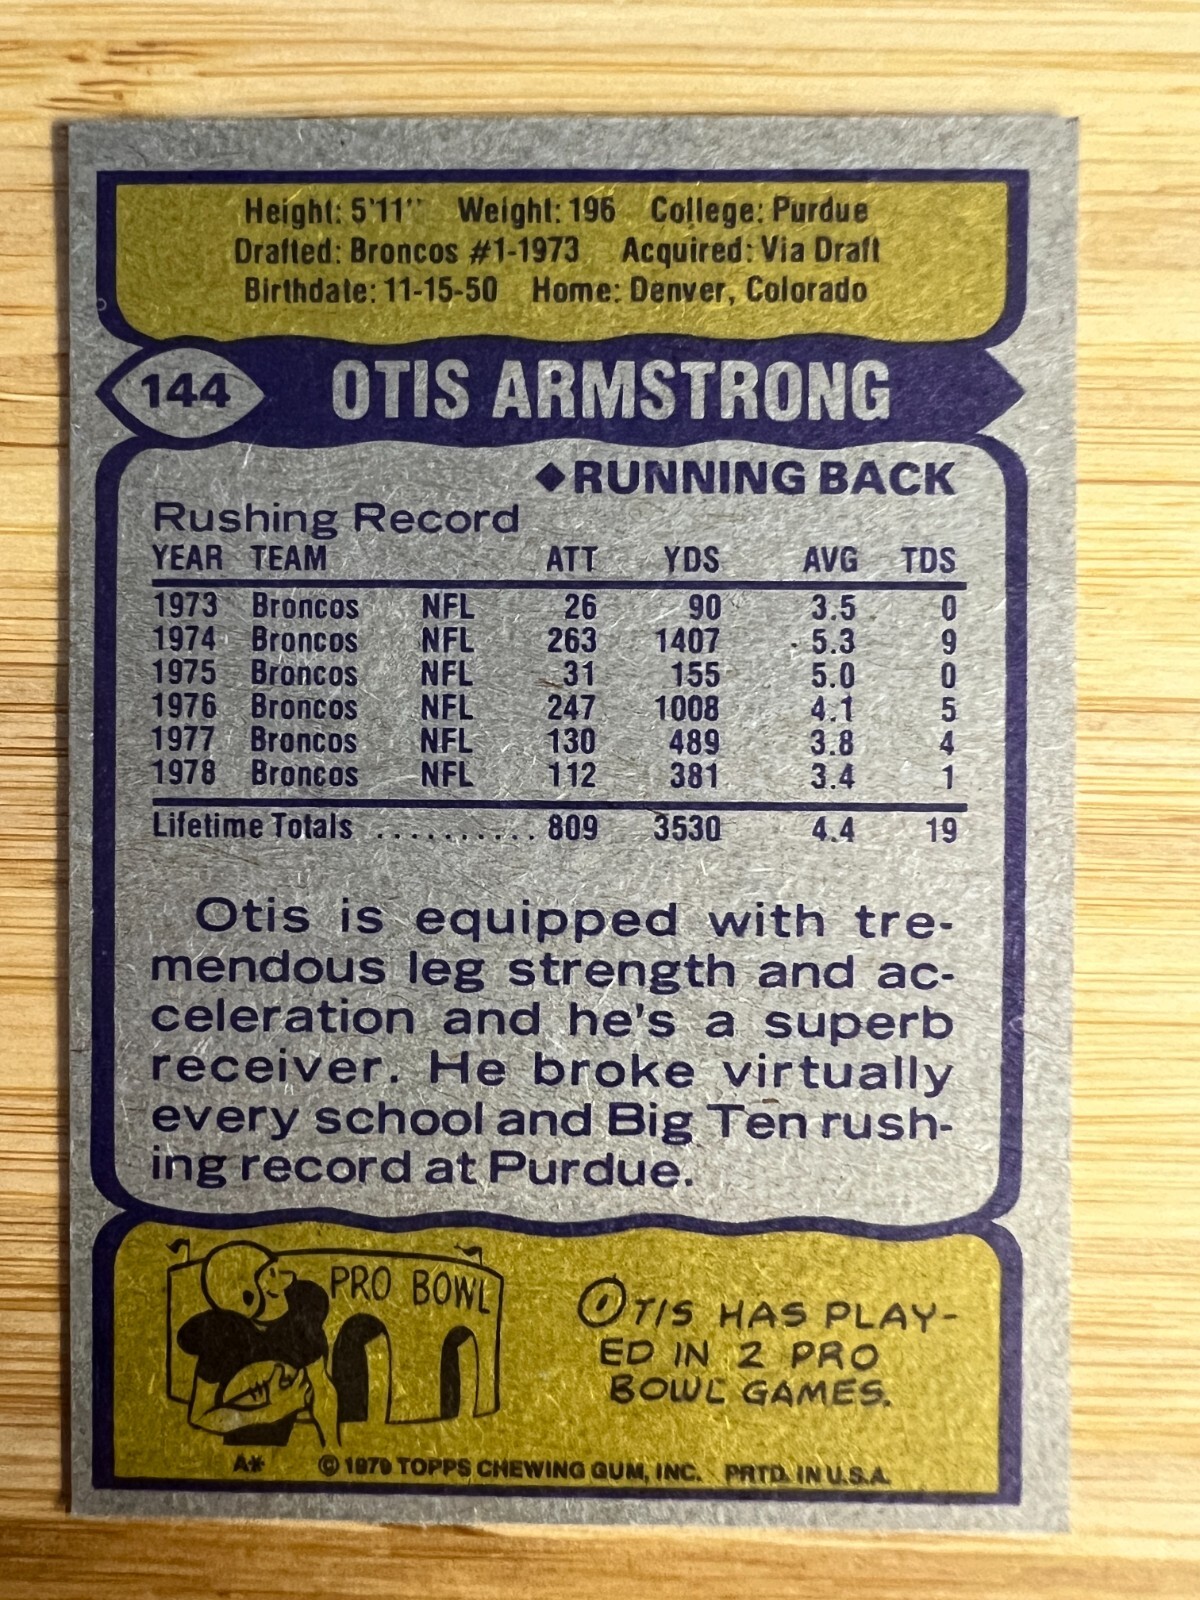 Height: 5'11" Weight: 196 College: Purdue
Drafted: Broncos #1-1973 Acquired: Via Draft
Birthdate: 11-15-50 Home: Denver, Colorado
144 OTIS ARMSTRONG
◆RUNNING BACK
Rushing Record
YEAR TEAM ATT YDS AVG TDS
1973 Broncos NFL 26 90 3.5 0
1974 Broncos NFL 263 1407 5.3 9
1975 Broncos NFL 31 155 5.0 0
1976 Broncos NFL 247 1008 4.1 5
1977 Broncos NFL 130 489 3.8 4
1978 Broncos NFL 112 381 3.4 1
Lifetime Totals .......... 809 3530 4.4 19
Otis is equipped with tre-
mendous leg strength and ac-
celeration and he's a superb
receiver. He broke virtually
every school and Big Ten rush-
ing record at Purdue.
PRO BOWL
OTIS HAS PLAY-
ED IN 2 PRO
BOWL GAMES.
A* © 1979 TOPPS CHEWING GUM, INC. PRTD. IN U.S.A.